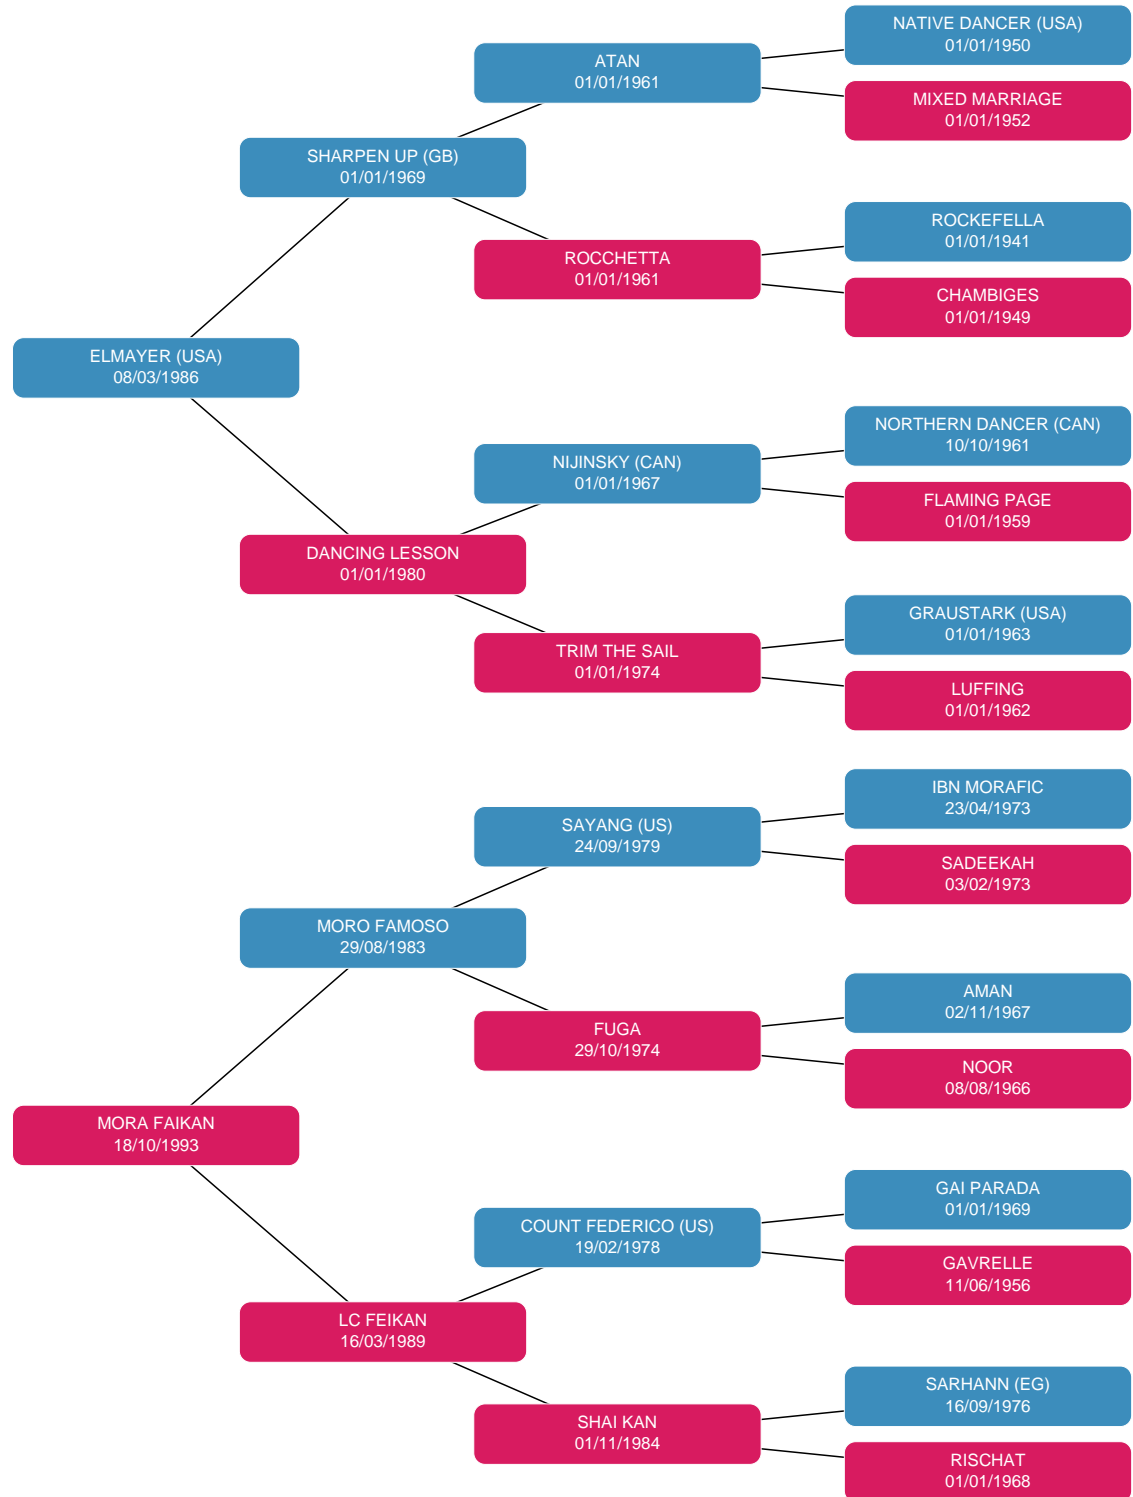 NATIVE DANCER (USA)
01/01/1950
ATAN
01/01/1961
MIXED MARRIAGE
01/01/1952
SHARPEN UP (GB)
01/01/1969
ROCKEFELLA
01/01/1941
ROCCHETTA
01/01/1961
CHAMBIGES
01/01/1949
ELMAYER (USA)
08/03/1986
NORTHERN DANCER (CAN)
10/10/1961
NIJINSKY (CAN)
01/01/1967
FLAMING PAGE
01/01/1959
DANCING LESSON
01/01/1980
GRAUSTARK (USA)
01/01/1963
TRIM THE SAIL
01/01/1974
LUFFING
01/01/1962
IBN MORAFIC
23/04/1973
SAYANG (US)
24/09/1979
SADEEKAH
03/02/1973
MORO FAMOSO
29/08/1983
AMAN
02/11/1967
FUGA
29/10/1974
NOOR
08/08/1966
MORA FAIKAN
18/10/1993
GAI PARADA
01/01/1969
COUNT FEDERICO (US)
19/02/1978
GAVRELLE
11/06/1956
LC FEIKAN
16/03/1989
SARHANN (EG)
16/09/1976
SHAI KAN
01/11/1984
RISCHAT
01/01/1968